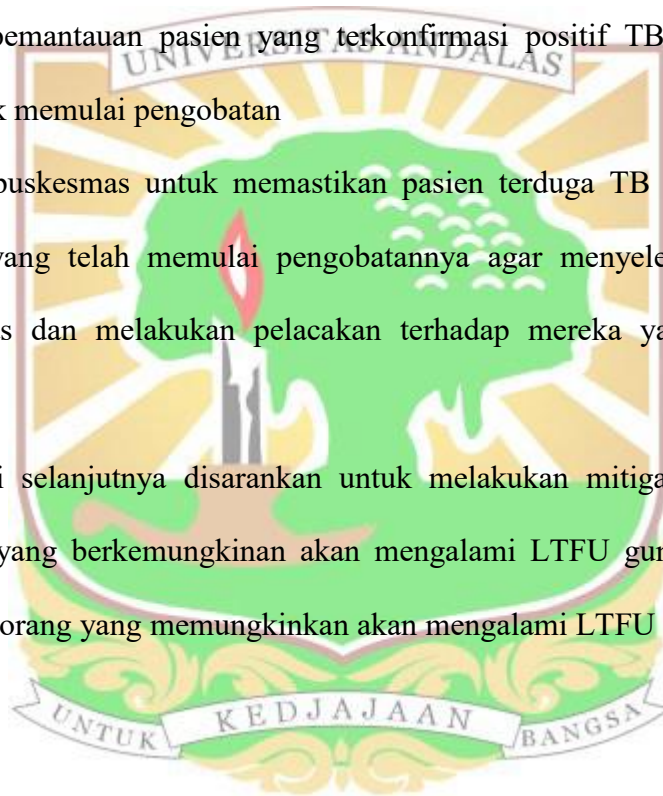 pemantauan pasien yang terkonfirmasi positif TB
UNIVERSITAS ANDALAS
memulai pengobatan
puskesmas untuk memastikan pasien terduga TB
yang telah memulai pengobatannya agar menyele
s dan melakukan pelacakan terhadap mereka ya
i selanjutnya disarankan untuk melakukan mitiga
yang berkemungkinan akan mengalami LTFU gu
orang yang memungkinkan akan mengalami LTFU
UNTUK KEDJAJAAN BANGSA